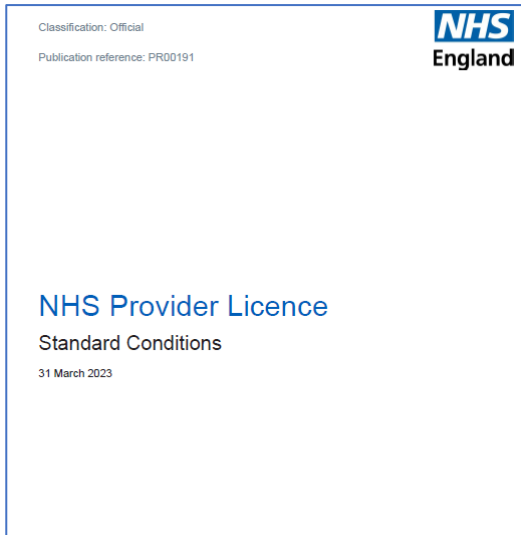 Classification: Official
Publication reference: PR00191
NHS
England
NHS Provider Licence
Standard Conditions
31 March 2023